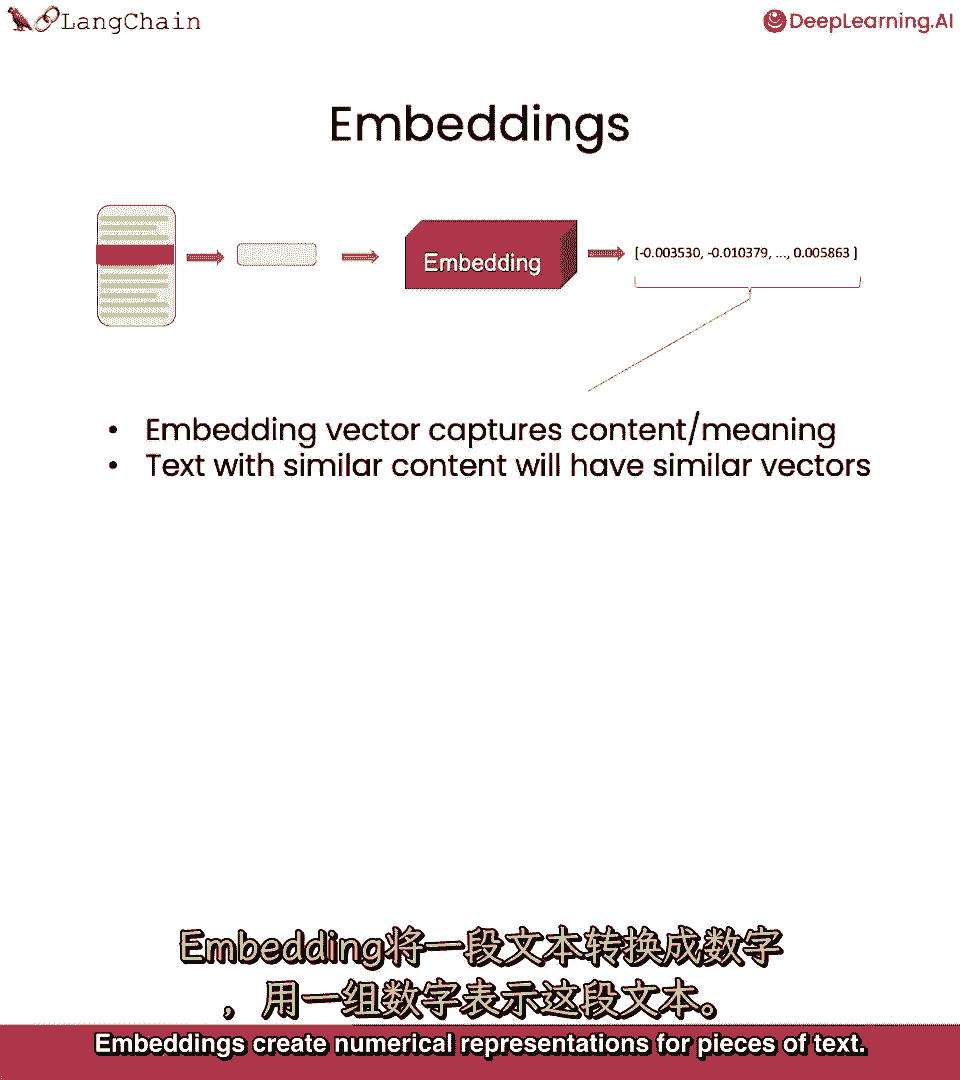 LangChain
DeepLearning.AI
Embeddings
Embedding
[-0.003530, -0.010379, ..., 0.005863 ]
• Embedding vector captures content/meaning
• Text with similar content will have similar vectors
Embedding将一段文本转换成数字
，用一组数字表示这段文本。
Embeddings create numerical representations for pieces of text.